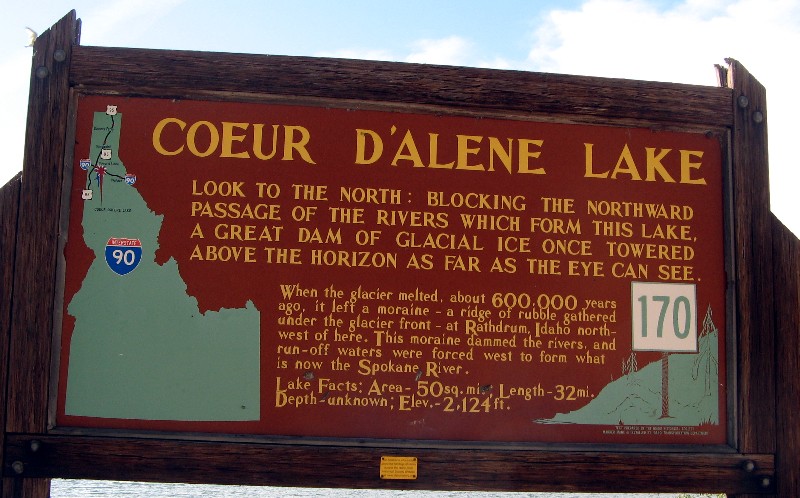 COEUR D'ALENE LAKE
LOOK TO THE NORTH: BLOCKING THE NORTHWARD
PASSAGE OF THE RIVERS WHICH FORM THIS LAKE,
A GREAT DAM OF GLACIAL ICE ONCE TOWERED
ABOVE THE HORIZON AS FAR AS THE EYE CAN SEE.
When the glacier melted, about 600,000 years
ago, it left a moraine - a ridge of rubble gathered
under the glacier front - at Rathdrum, Idaho north-
west of here. This moraine dammed the rivers, and
run-off waters were forced west to form what
is now the Spokane River.
Lake Facts: Area - 50 sq. mi., Length - 32 mi.
Depth - unknown; Elev. - 2,124 ft.
INTERSTATE
90
170
90
90